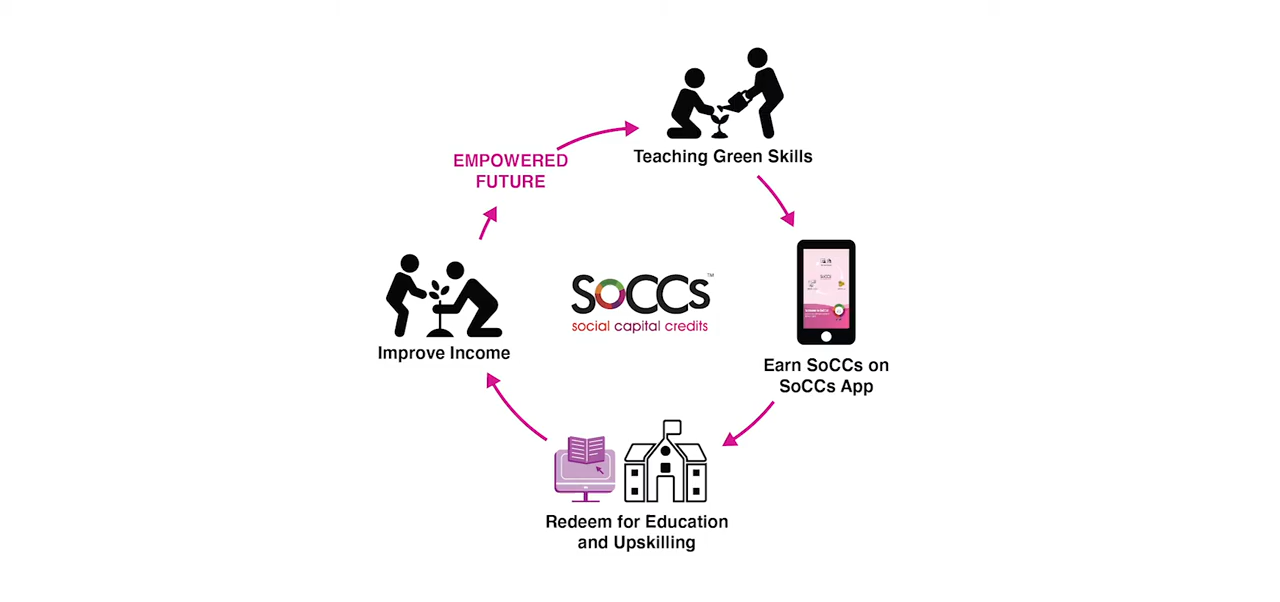 Teaching Green Skills
EMPOWERED
FUTURE
SoCCs™
social capital credits
Earn SoCCs on
SoCCs App
Improve Income
Redeem for Education
and Upskilling